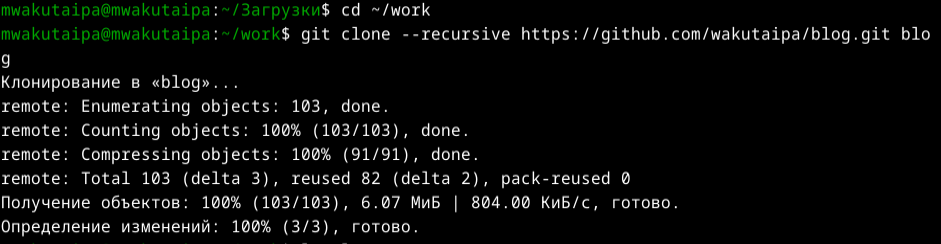 mwakutaipa@mwakutaipa:~/Загрузки$ cd ~/work
mwakutaipa@mwakutaipa:~/work$ git clone --recursive https://github.com/wakutaipa/blog.git blo
g
Клонирование в «blog»...
remote: Enumerating objects: 103, done.
remote: Counting objects: 100% (103/103), done.
remote: Compressing objects: 100% (91/91), done.
remote: Total 103 (delta 3), reused 82 (delta 2), pack-reused 0
Получение объектов: 100% (103/103), 6.07 МиБ | 804.00 КиБ/с, готово.
Определение изменений: 100% (3/3), готово.